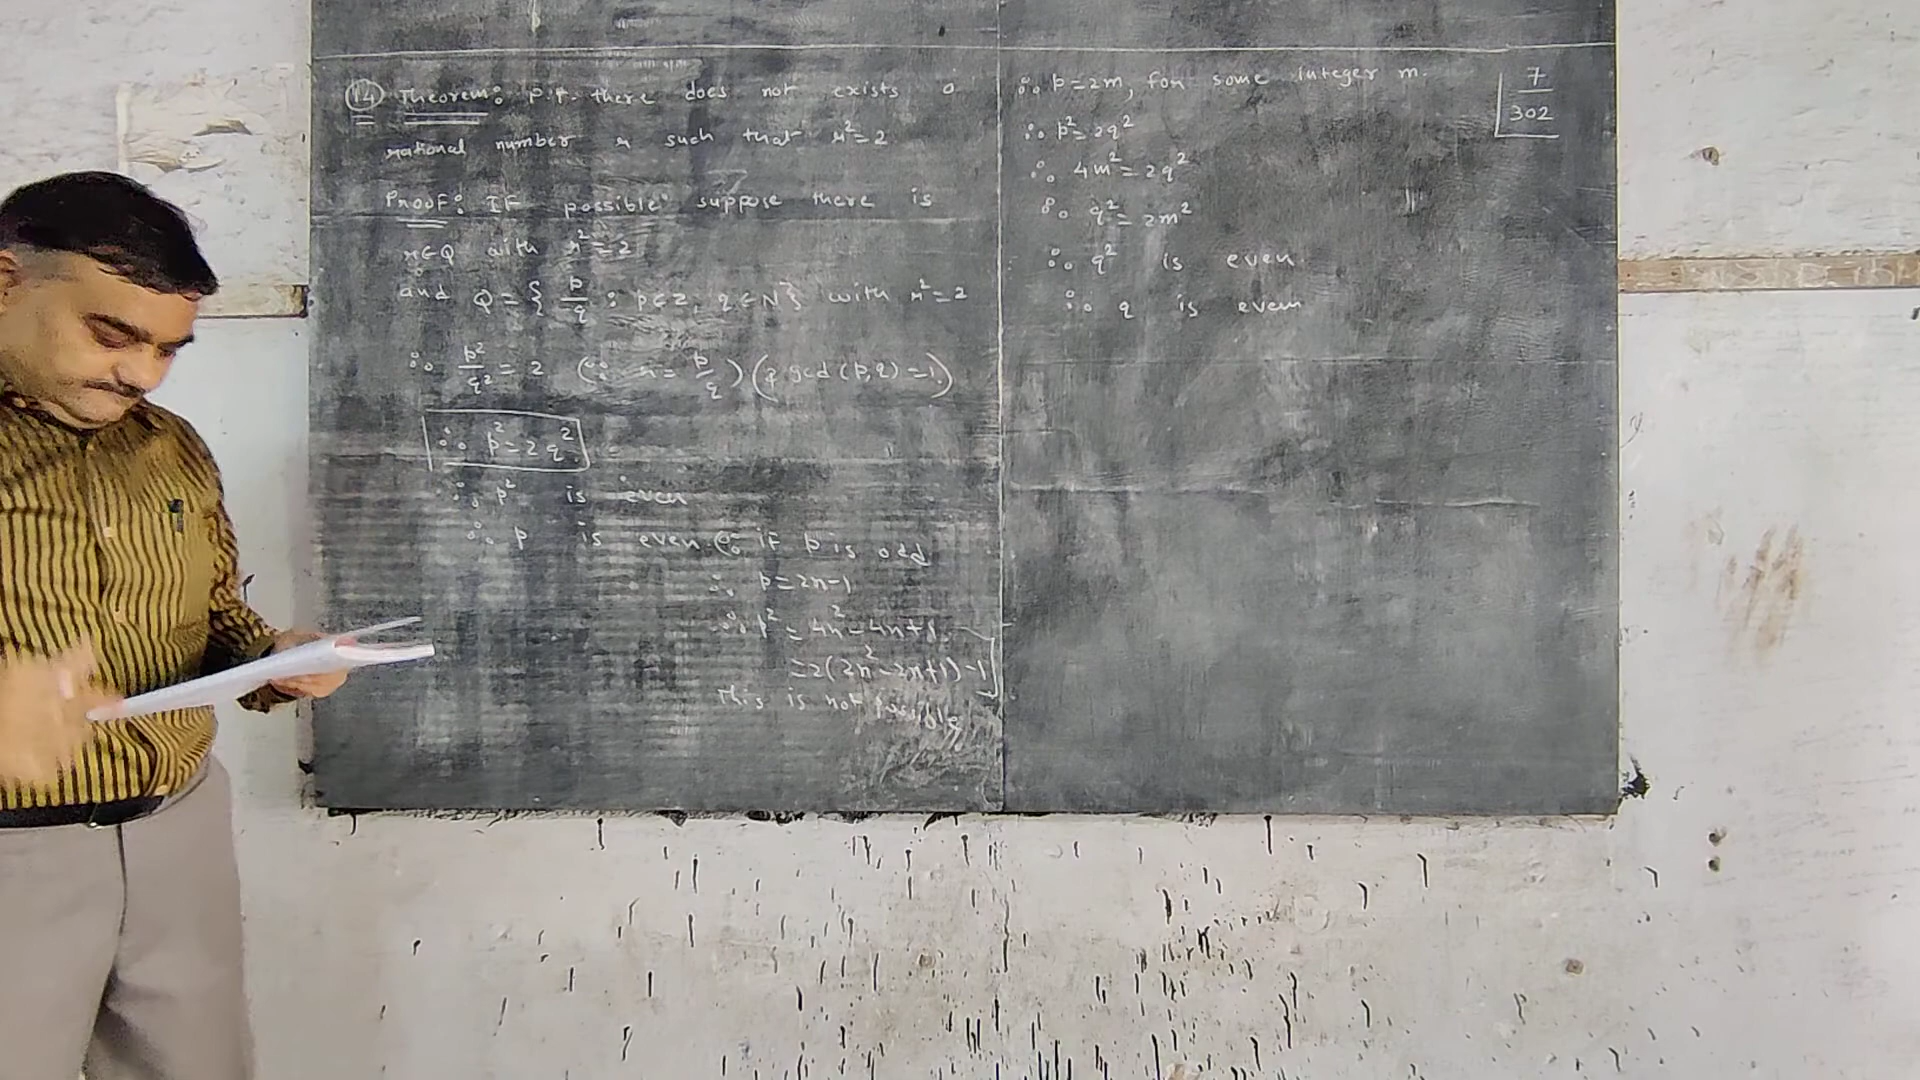 14 Theorem: p.t. there does not exists a
rational number r such that r²=2
Proof: IF possible suppose there is
r∈Q with r²=2
and Q = { p/q : p∈Z, q∈N } with r²=2
∴ p²/q² = 2 (∵ r = p/q) (& gcd(p,q)=1)
∴ p²=2q²
∴ p² is even
∴ p is even (∵ if p is odd
∴ p=2n-1
∴ p² = 4n²-4n+1
=2(2n²-2n+1)-1
This is not possible
∴ p=2m, for some integer m.
∴ p²=2q²
∴ 4m²=2q²
∴ q²=2m²
∴ q² is even.
∴ q is even
7/302